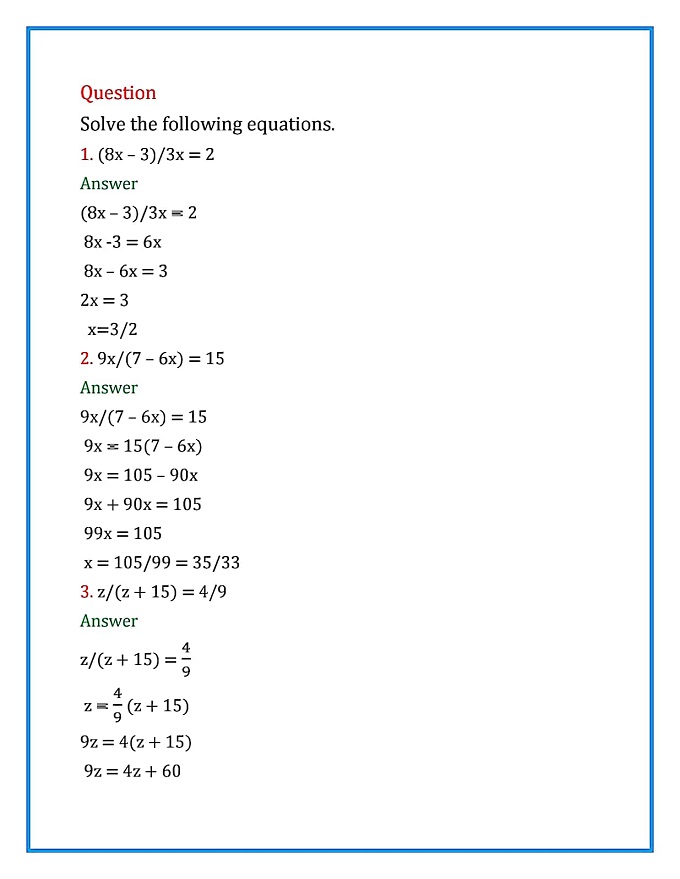 Question
Solve the following equations.
1. (8x – 3)/3x = 2
Answer
(8x – 3)/3x = 2
8x -3 = 6x
8x – 6x = 3
2x = 3
x=3/2
2. 9x/(7 – 6x) = 15
Answer
9x/(7 – 6x) = 15
9x = 15(7 – 6x)
9x = 105 – 90x
9x + 90x = 105
99x = 105
x = 105/99 = 35/33
3. z/(z + 15) = 4/9
Answer
z/(z + 15) = 4/9
z = 4/9 (z + 15)
9z = 4(z + 15)
9z = 4z + 60